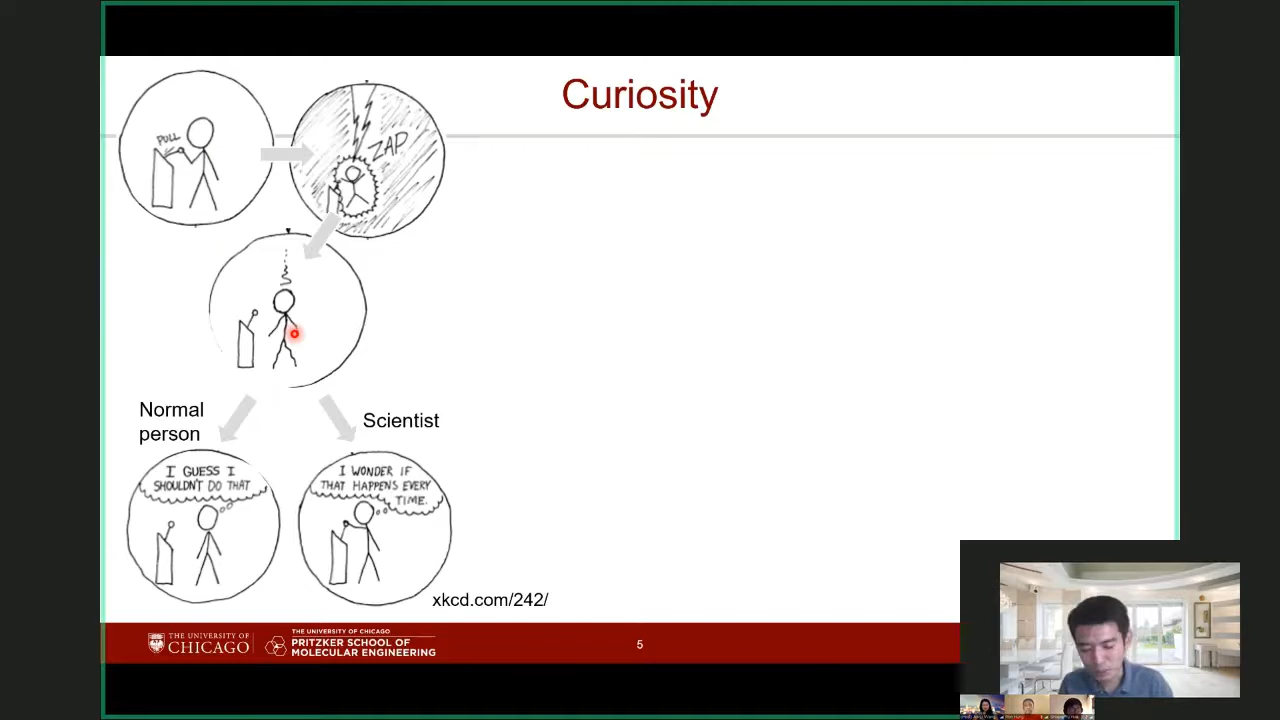 Curiosity
PULL
ZAP
Normal
person
Scientist
I GUESS I
SHOULDN'T DO THAT
I WONDER IF
THAT HAPPENS EVERY
TIME.
xkcd.com/242/
THE UNIVERSITY OF
CHICAGO
THE UNIVERSITY OF CHICAGO
PRITZKER SCHOOL OF
MOLECULAR ENGINEERING
5